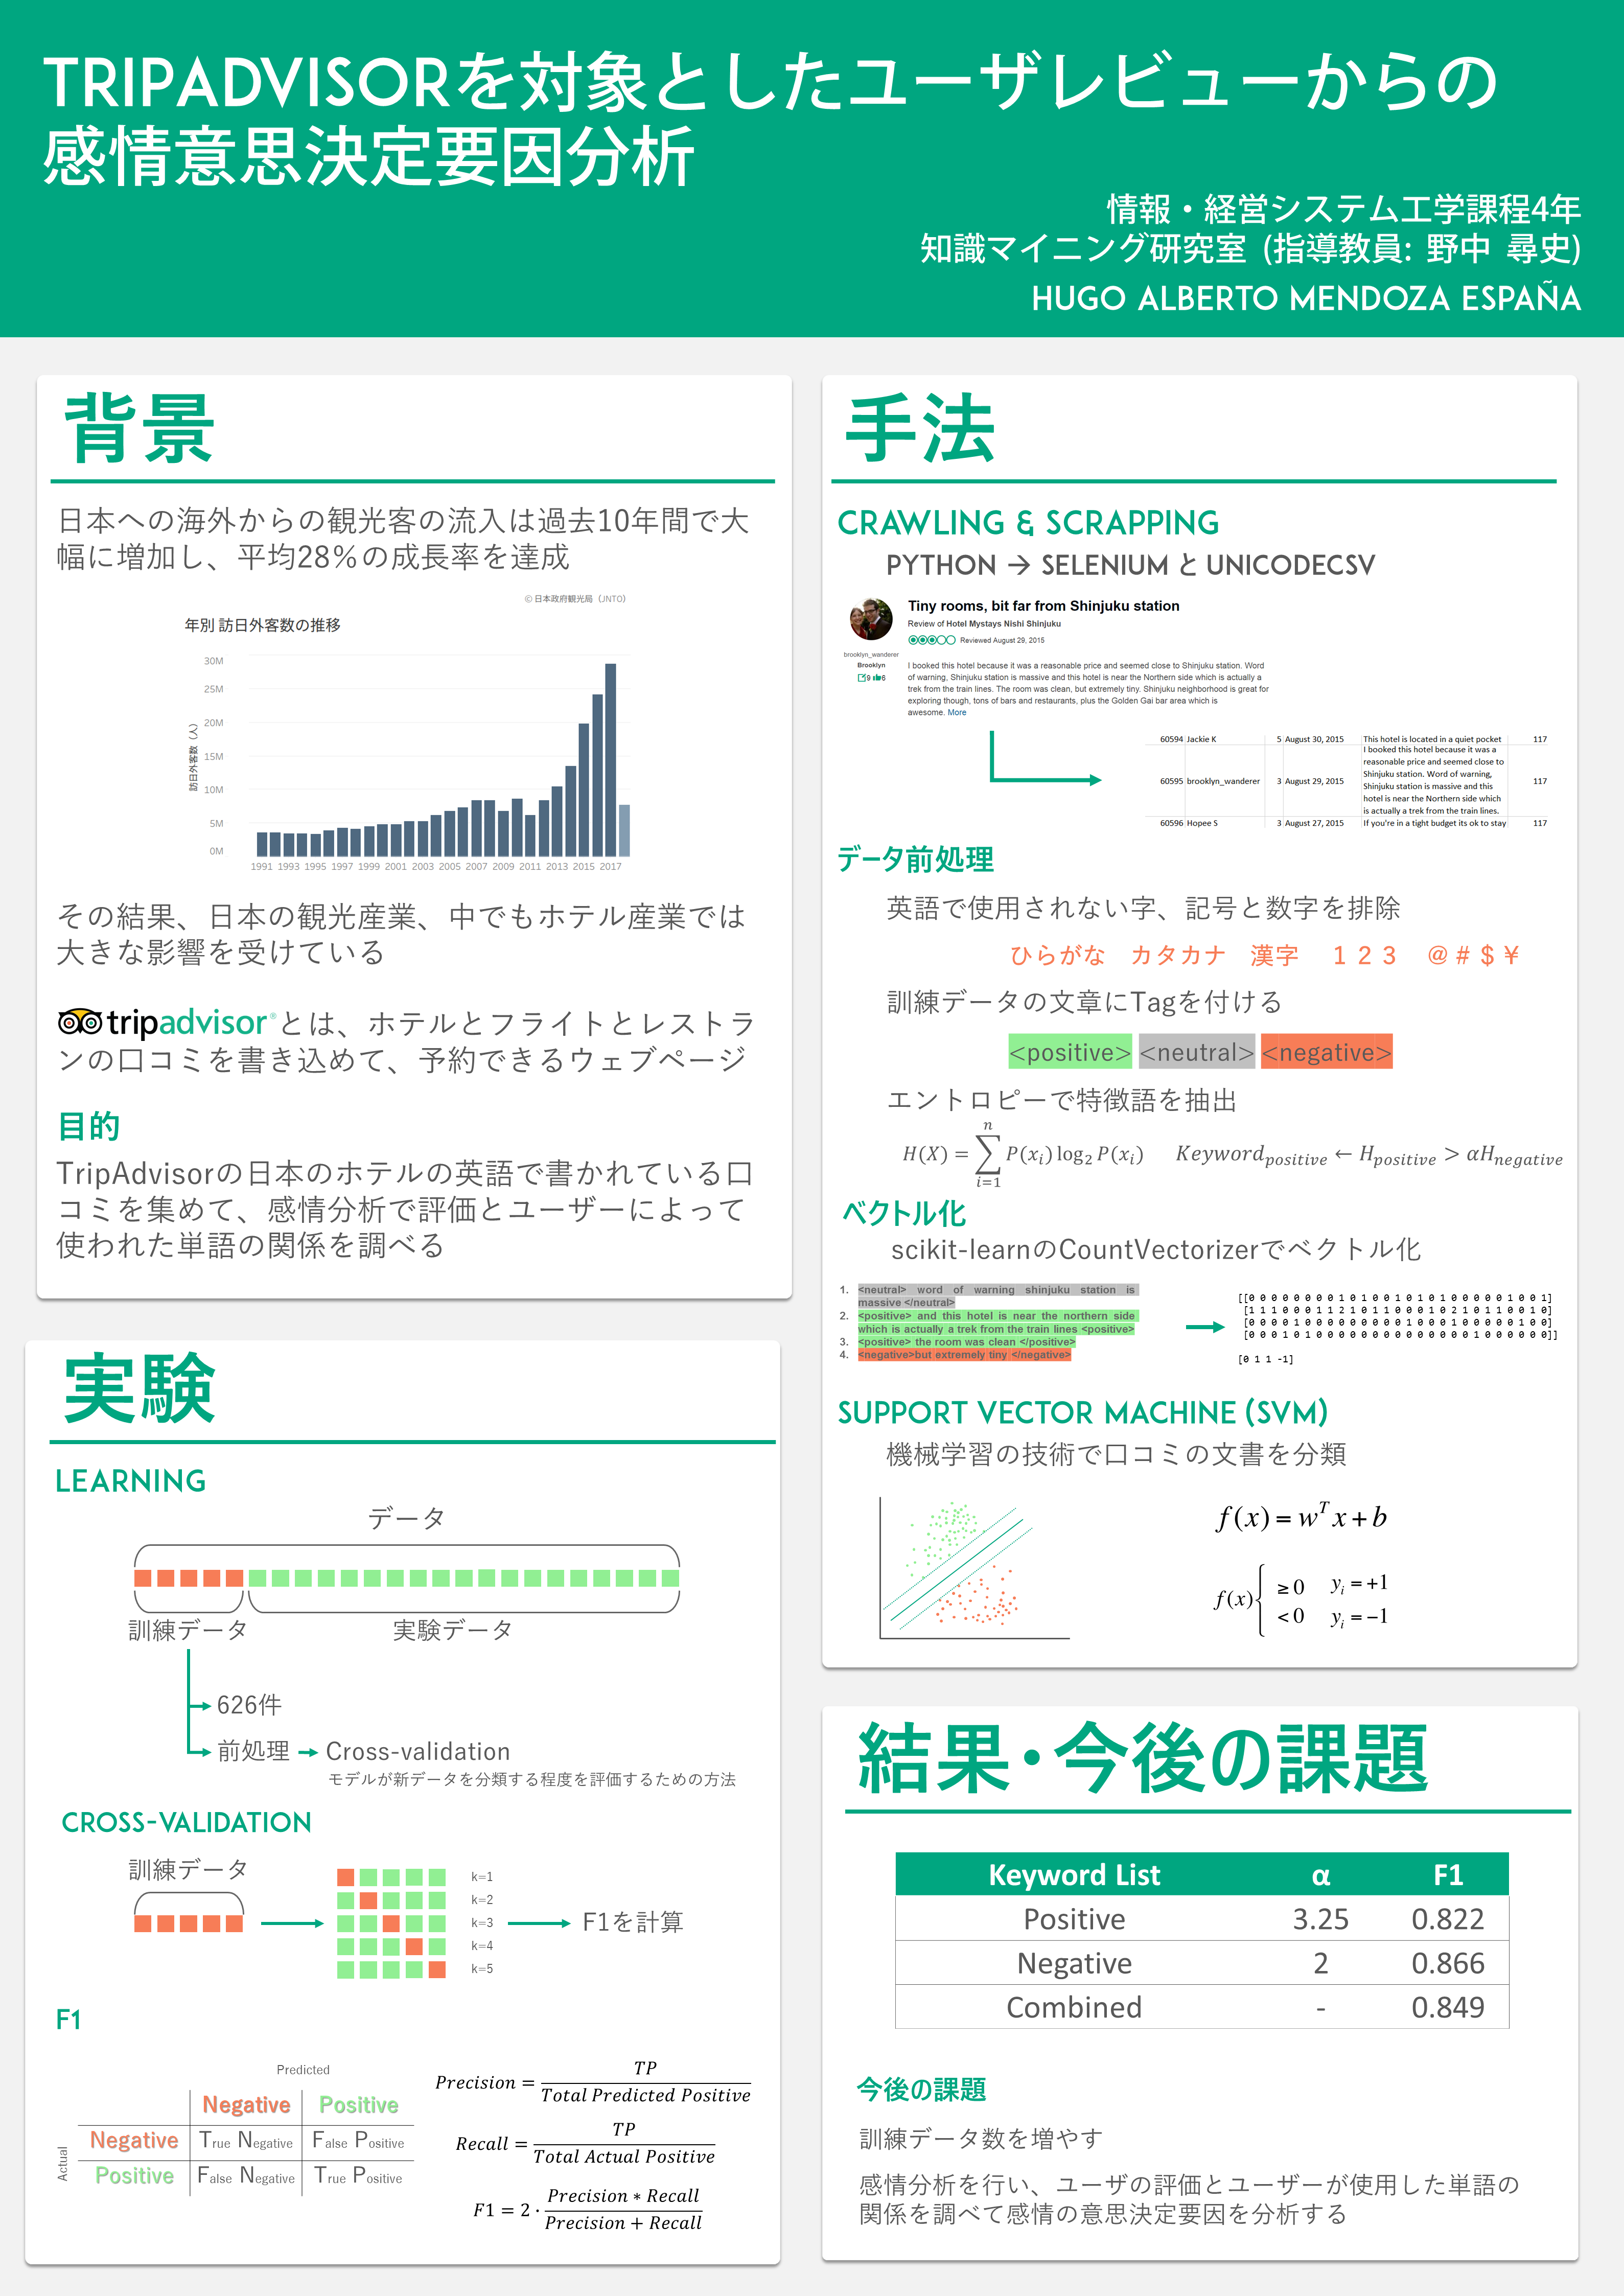 TRIPADVISORを対象としたユーザレビューからの
感情意思決定要因分析
情報・経営システム工学課程4年
知識マイニング研究室 (指導教員: 野中 尋史)
HUGO ALBERTO MENDOZA ESPAÑA
背景
日本への海外からの観光客の流入は過去10年間で大
幅に増加し、平均28％の成長率を達成
© 日本政府観光局（JNTO）
年別 訪日外客数の推移
訪日外客数（人）
30M
25M
20M
15M
10M
5M
0M
1991 1993 1995 1997 1999 2001 2003 2005 2007 2009 2011 2013 2015 2017
その結果、日本の観光産業、中でもホテル産業では
大きな影響を受けている
tripadvisor®とは、ホテルとフライトとレストラ
ンの口コミを書き込めて、予約できるウェブページ
目的
TripAdvisorの日本のホテルの英語で書かれている口
コミを集めて、感情分析で評価とユーザーによって
使われた単語の関係を調べる
実験
LEARNING
データ
訓練データ 実験データ
626件
前処理 → Cross-validation
モデルが新データを分類する程度を評価するための方法
CROSS-VALIDATION
訓練データ
k=1
k=2
k=3
k=4
k=5
F1を計算
F1
Predicted
Actual
Negative Positive
Negative True Negative False Positive
Positive False Negative True Positive
Precision = TP / Total Predicted Positive
Recall = TP / Total Actual Positive
F1 = 2 · Precision ∗ Recall / Precision + Recall
手法
CRAWLING & SCRAPPING
PYTHON → SELENIUM と UNICODECSV
Tiny rooms, bit far from Shinjuku station
Review of Hotel Mystays Nishi Shinjuku
Reviewed August 29, 2015
brooklyn_wanderer
Brooklyn
9 6
I booked this hotel because it was a reasonable price and seemed close to Shinjuku station. Word
of warning, Shinjuku station is massive and this hotel is near the Northern side which is actually a
trek from the train lines. The room was clean, but extremely tiny. Shinjuku neighborhood is great for
exploring though, tons of bars and restaurants, plus the Golden Gai bar area which is
awesome. More
60594 Jackie K 5 August 30, 2015 This hotel is located in a quiet pocket 117
60595 brooklyn_wanderer 3 August 29, 2015 I booked this hotel because it was a
reasonable price and seemed close to
Shinjuku station. Word of warning,
Shinjuku station is massive and this 117
hotel is near the Northern side which
is actually a trek from the train lines.
60596 Hopee S 3 August 27, 2015 If you're in a tight budget its ok to stay 117
データ前処理
英語で使用されない字、記号と数字を排除
ひらがな カタカナ 漢字 １２３ ＠＃＄￥
訓練データの文章にTagを付ける
<positive> <neutral> <negative>
エントロピーで特徴語を抽出
H(X) = ∑ⁿᵢ₌₁ P(xᵢ) log₂ P(xᵢ) Keyword_positive ← H_positive > αH_negative
ベクトル化
scikit-learnのCountVectorizerでベクトル化
1. <neutral> word of warning shinjuku station is
massive </neutral>
2. <positive> and this hotel is near the northern side
which is actually a trek from the train lines <positive>
3. <positive> the room was clean </positive>
4. <negative>but extremely tiny </negative>
[[0 0 0 0 0 0 0 0 1 0 1 0 0 1 0 1 0 1 0 0 0 0 0 1 0 0 1]
[1 1 1 0 0 0 1 1 2 1 0 1 1 0 0 0 1 0 2 1 0 1 1 0 0 1 0]
[0 0 0 0 1 0 0 0 0 0 0 0 0 0 1 0 0 0 1 0 0 0 0 0 1 0 0]
[0 0 0 1 0 1 0 0 0 0 0 0 0 0 0 0 0 0 0 0 1 0 0 0 0 0 0]]
[0 1 1 -1]
SUPPORT VECTOR MACHINE (SVM)
機械学習の技術で口コミの文書を分類
f(x) = wᵀx + b
f(x){ ≥ 0 yᵢ = +1
< 0 yᵢ = −1
結果・今後の課題
Keyword List α F1
Positive 3.25 0.822
Negative 2 0.866
Combined - 0.849
今後の課題
訓練データ数を増やす
感情分析を行い、ユーザの評価とユーザーが使用した単語の
関係を調べて感情の意思決定要因を分析する